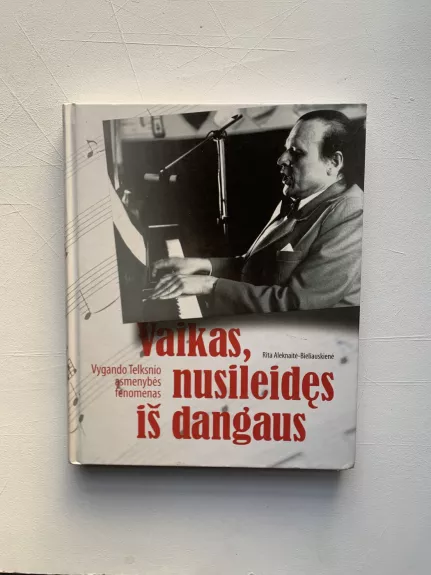 Vaikas,
nusileidęs
iš dangaus
Rita Aleknaitė-Bieliauskienė
Vygando Telksnio
asmenybės
fenomenas